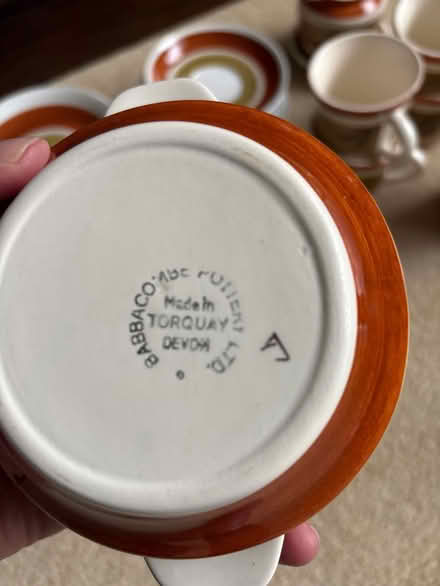 BABBACOMBE POTTERY LTD.
Made in
TORQUAY
DEVON